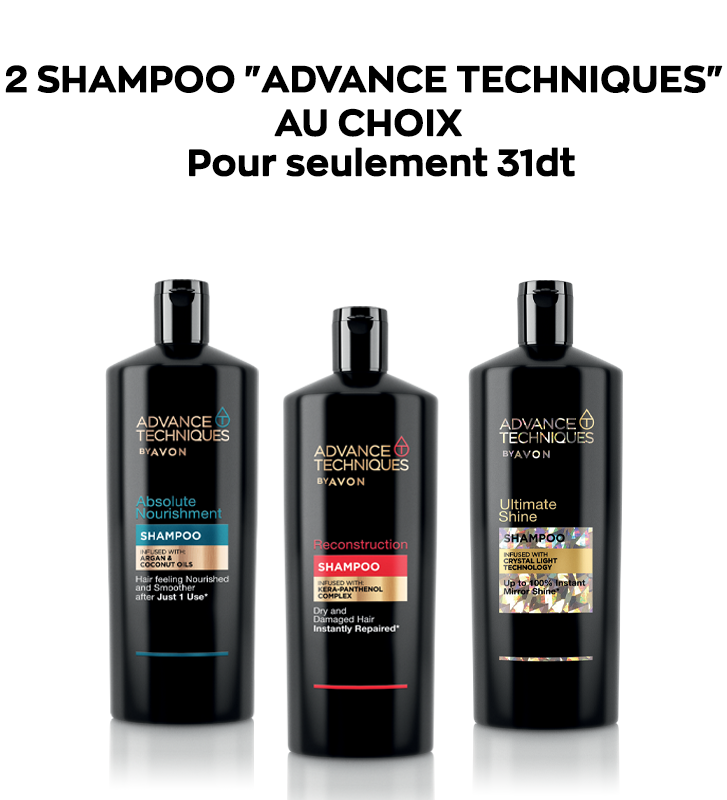 2 SHAMPOO "ADVANCE TECHNIQUES"
AU CHOIX
Pour seulement 31dt
ADVANCE T
TECHNIQUES
BY AVON
Absolute
Nourishment
SHAMPOO
INFUSED WITH:
ARGAN &
COCONUT OILS
Hair feeling Nourished
and Smoother
after Just 1 Use*
ADVANCE T
TECHNIQUES
BY AVON
Reconstruction
SHAMPOO
INFUSED WITH:
KERA-PANTHENOL
COMPLEX
Dry and
Damaged Hair
Instantly Repaired*
ADVANCE T
TECHNIQUES
BY AVON
Ultimate
Shine
SHAMPOO
INFUSED WITH
CRYSTAL LIGHT
TECHNOLOGY
Up to 100% Instant
Mirror Shine*